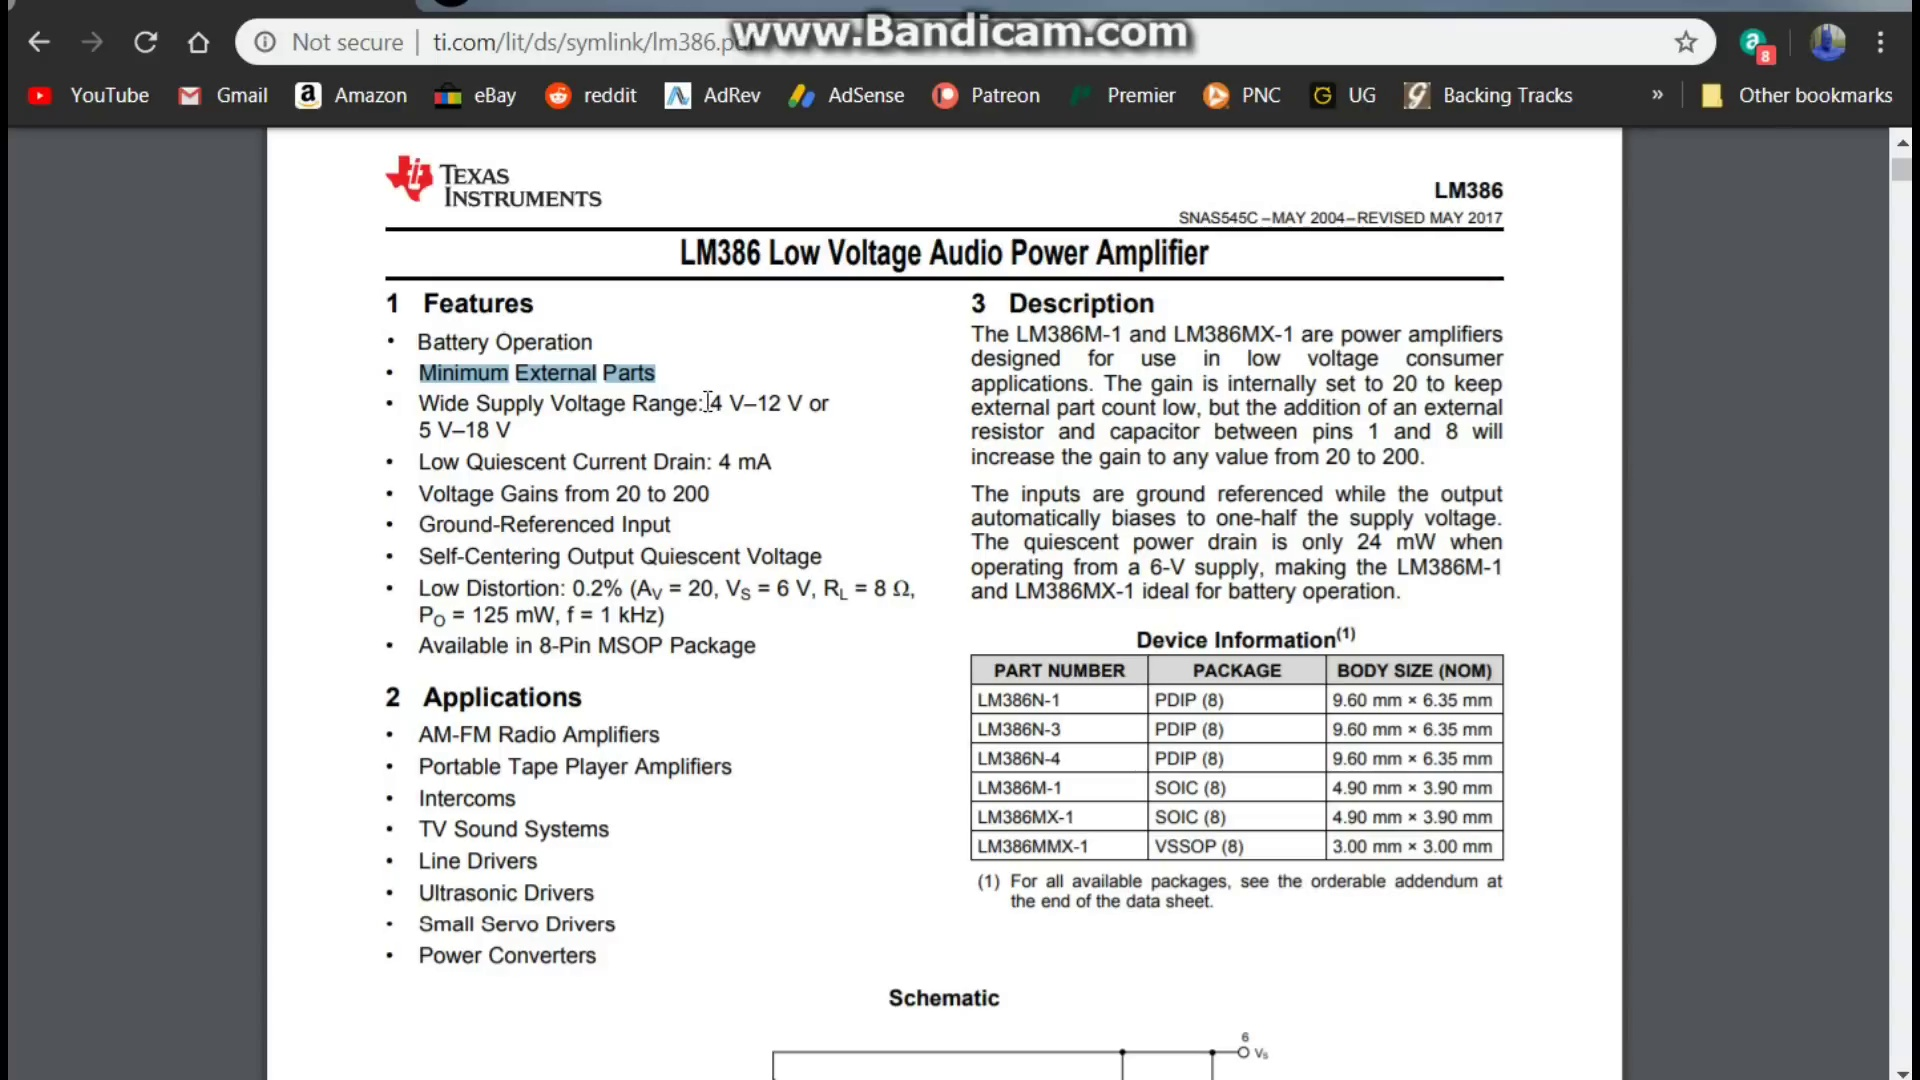 www.Bandicam.com
Not secure
ti.com/lit/ds/symlink/lm386.p
8
YouTube
Gmail
Amazon
eBay
reddit
AdRev
AdSense
Patreon
Premier
PNC
UG
Backing Tracks
»
Other bookmarks
TEXAS
INSTRUMENTS
LM386
SNAS545C –MAY 2004–REVISED MAY 2017
LM386 Low Voltage Audio Power Amplifier
1 Features
• Battery Operation
• Minimum External Parts
• Wide Supply Voltage Range: 4 V–12 V or
5 V–18 V
• Low Quiescent Current Drain: 4 mA
• Voltage Gains from 20 to 200
• Ground-Referenced Input
• Self-Centering Output Quiescent Voltage
• Low Distortion: 0.2% (AV = 20, VS = 6 V, RL = 8 Ω,
PO = 125 mW, f = 1 kHz)
• Available in 8-Pin MSOP Package
2 Applications
• AM-FM Radio Amplifiers
• Portable Tape Player Amplifiers
• Intercoms
• TV Sound Systems
• Line Drivers
• Ultrasonic Drivers
• Small Servo Drivers
• Power Converters
3 Description
The LM386M-1 and LM386MX-1 are power amplifiers
designed for use in low voltage consumer
applications. The gain is internally set to 20 to keep
external part count low, but the addition of an external
resistor and capacitor between pins 1 and 8 will
increase the gain to any value from 20 to 200.
The inputs are ground referenced while the output
automatically biases to one-half the supply voltage.
The quiescent power drain is only 24 mW when
operating from a 6-V supply, making the LM386M-1
and LM386MX-1 ideal for battery operation.
Device Information(1)
PART NUMBER PACKAGE BODY SIZE (NOM)
LM386N-1 PDIP (8) 9.60 mm × 6.35 mm
LM386N-3 PDIP (8) 9.60 mm × 6.35 mm
LM386N-4 PDIP (8) 9.60 mm × 6.35 mm
LM386M-1 SOIC (8) 4.90 mm × 3.90 mm
LM386MX-1 SOIC (8) 4.90 mm × 3.90 mm
LM386MMX-1 VSSOP (8) 3.00 mm × 3.00 mm
(1) For all available packages, see the orderable addendum at
the end of the data sheet.
Schematic
6
VS